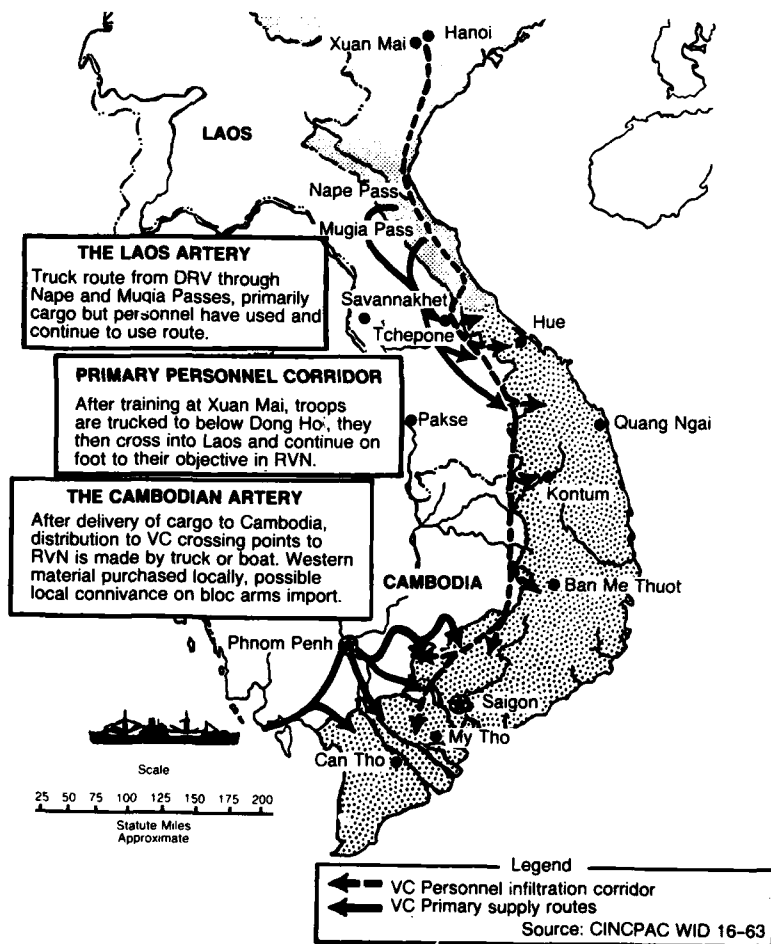 Xuan Mai
Hanoi
LAOS
Nape Pass
Mugia Pass
THE LAOS ARTERY
Truck route from DRV through
Nape and Mugia Passes, primarily
cargo but personnel have used and
continue to use route.
Savannakhet
Tchepone
Hue
PRIMARY PERSONNEL CORRIDOR
After training at Xuan Mai, troops
are trucked to below Dong Hoi, they
then cross into Laos and continue on
foot to their objective in RVN.
Pakse
Quang Ngai
THE CAMBODIAN ARTERY
After delivery of cargo to Cambodia,
distribution to VC crossing points to
RVN is made by truck or boat. Western
material purchased locally, possible
local connivance on bloc arms import.
Kontum
CAMBODIA
Ban Me Thuot
Phnom Penh
Saigon
My Tho
Can Tho
Scale
25 50 75 100 125 150 175 200
Statute Miles
Approximate
Legend
VC Personnel infiltration corridor
VC Primary supply routes
Source: CINCPAC WID 16-63